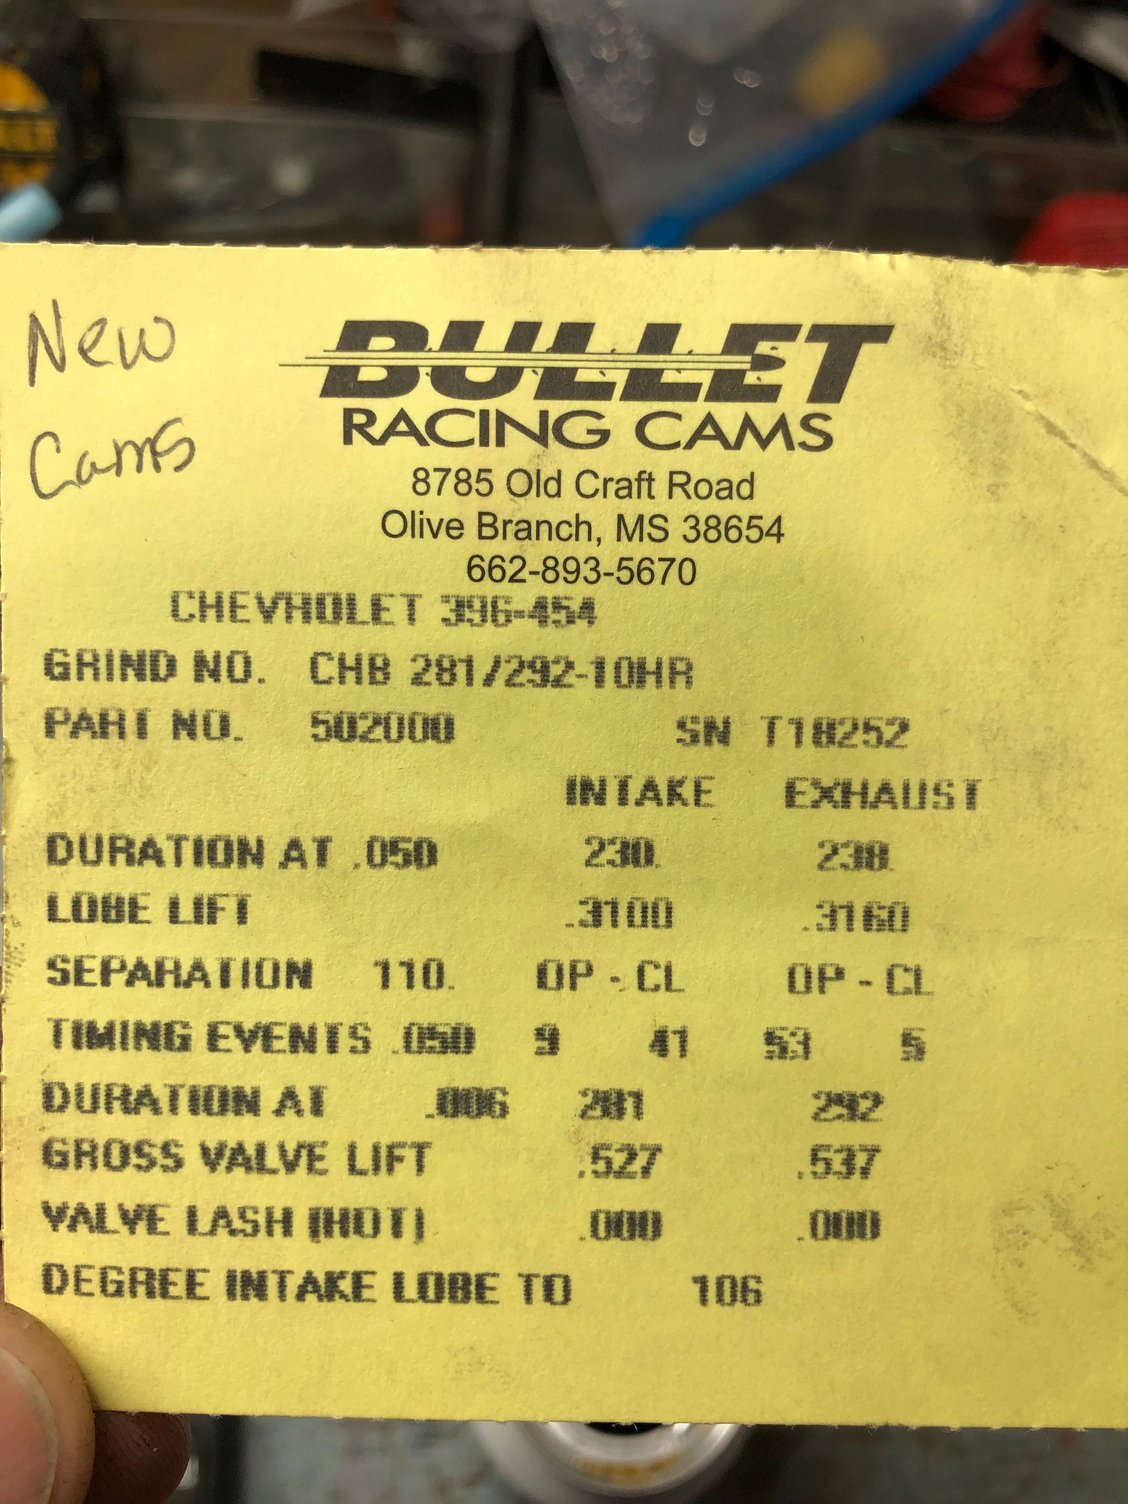 New
Cams
BULLET
RACING CAMS
8785 Old Craft Road
Olive Branch, MS 38654
662-893-5670
CHEVROLET 396-454
GRIND NO. CHB 281/292-10HR
PART NO. 502000 SN T18252
INTAKE EXHAUST
DURATION AT .050 230. 238.
LOBE LIFT .3100 .3160
SEPARATION 110. OP - CL OP - CL
TIMING EVENTS .050 9 41 53 5
DURATION AT .006 281 292
GROSS VALVE LIFT .527 .537
VALVE LASH (HOT) .000 .000
DEGREE INTAKE LOBE TO 106